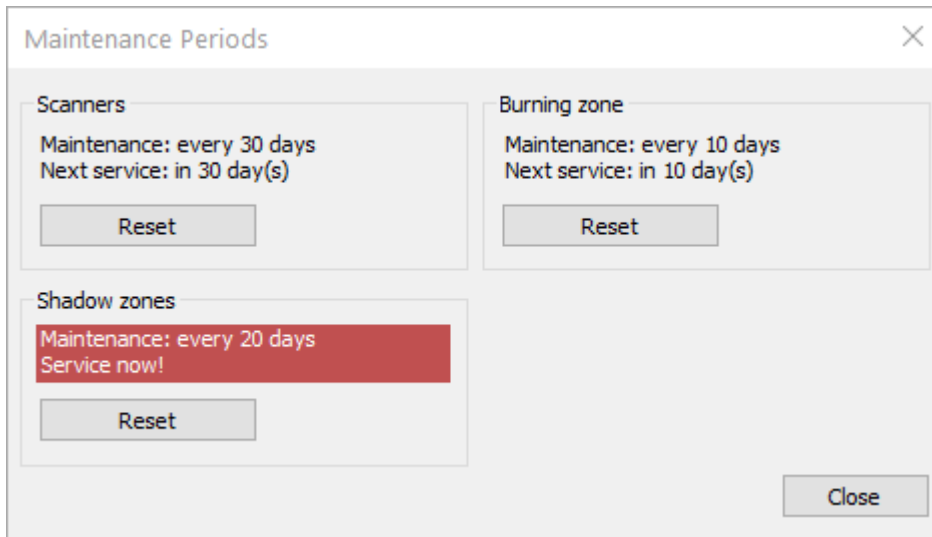 Maintenance Periods
Scanners
Maintenance: every 30 days
Next service: in 30 day(s)
Reset
Burning zone
Maintenance: every 10 days
Next service: in 10 day(s)
Reset
Shadow zones
Maintenance: every 20 days
Service now!
Reset
Close